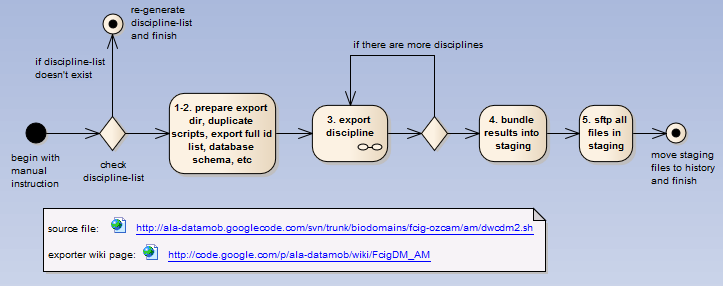 re-generate
discipline-list
and finish
if discipline-list
doesn't exist
if there are more disciplines
begin with
manual
instruction
check
discipline-list
1-2. prepare export
dir, duplicate
scripts, export full id
list, database
schema, etc
3. export
discipline
4. bundle
results into
staging
5. sftp all
files in
staging
move staging
files to history
and finish
source file: http://ala-datamob.googlecode.com/svn/trunk/biodomains/fcig-ozcam/am/dwcdm2.sh
exporter wiki page: http://code.google.com/p/ala-datamob/wiki/FcigDM_AM